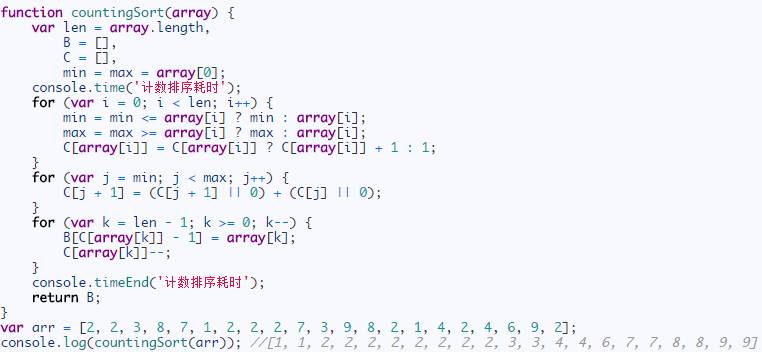 function countingSort(array) {
    var len = array.length,
        B = [],
        C = [],
        min = max = array[0];
    console.time('计数排序耗时');
    for (var i = 0; i < len; i++) {
        min = min <= array[i] ? min : array[i];
        max = max >= array[i] ? max : array[i];
        C[array[i]] = C[array[i]] ? C[array[i]] + 1 : 1;
    }
    for (var j = min; j < max; j++) {
        C[j + 1] = (C[j + 1] || 0) + (C[j] || 0);
    }
    for (var k = len - 1; k >= 0; k--) {
        B[C[array[k]] - 1] = array[k];
        C[array[k]]--;
    }
    console.timeEnd('计数排序耗时');
    return B;
}
var arr = [2, 2, 3, 8, 7, 1, 2, 2, 2, 7, 3, 9, 8, 2, 1, 4, 2, 4, 6, 9, 2];
console.log(countingSort(arr)); //[1, 1, 2, 2, 2, 2, 2, 2, 2, 2, 3, 3, 4, 4, 6, 7, 7, 8, 8, 9, 9]